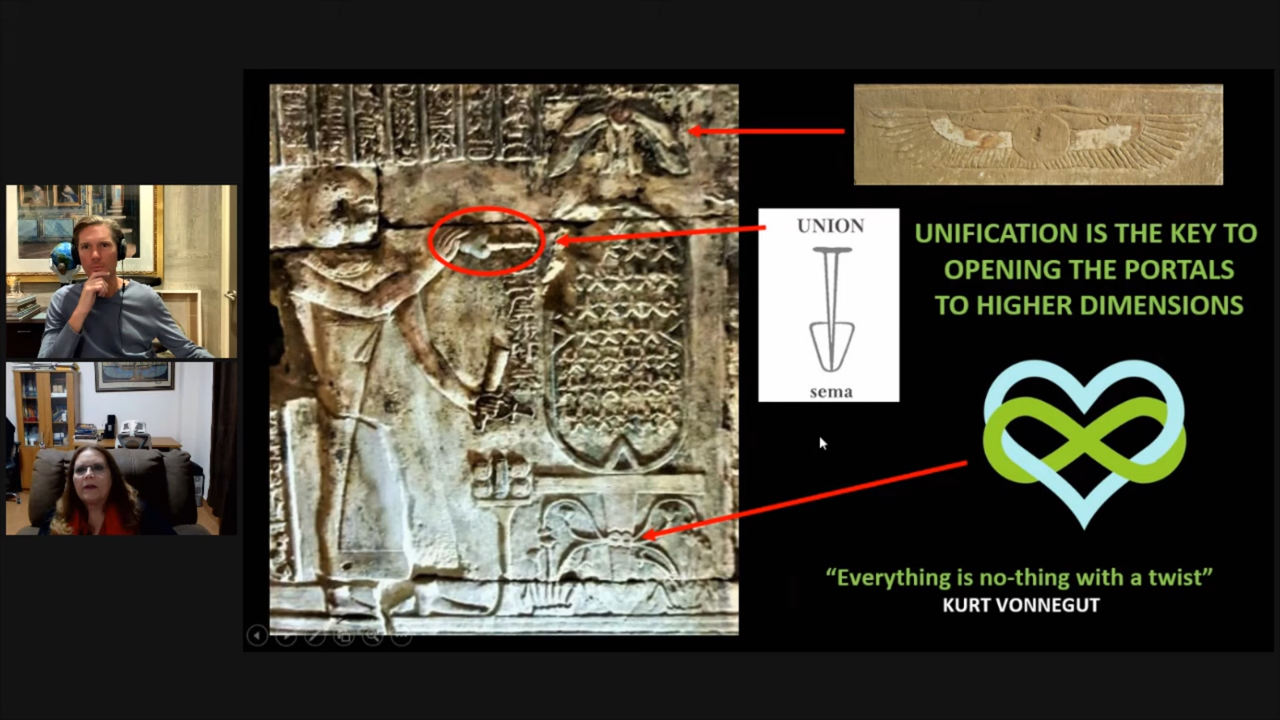 UNION
sema
UNIFICATION IS THE KEY TO
OPENING THE PORTALS
TO HIGHER DIMENSIONS
“Everything is no-thing with a twist”
KURT VONNEGUT